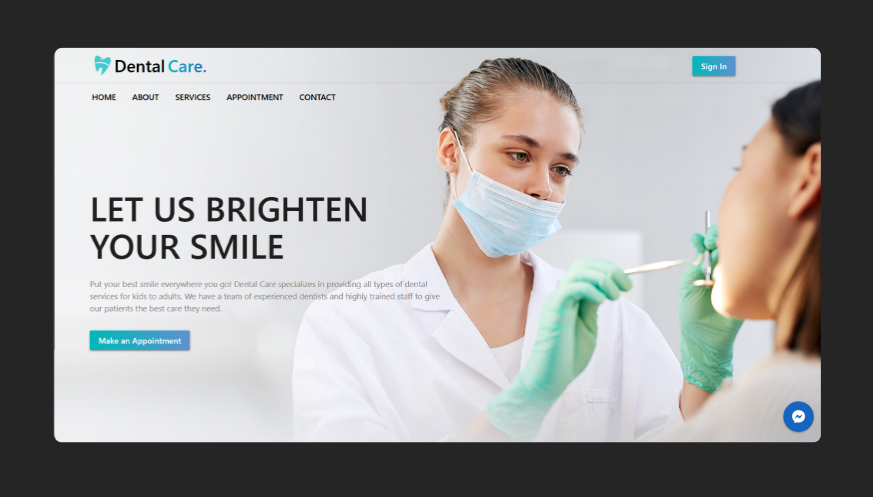 Dental Care.
Sign In
HOME ABOUT SERVICES APPOINTMENT CONTACT
LET US BRIGHTEN
YOUR SMILE
Put your best smile everywhere you go! Dental Care specializes in providing all types of dental
services for kids to adults. We have a team of experienced dentists and highly trained staff to give
our patients the best care they need.
Make an Appointment